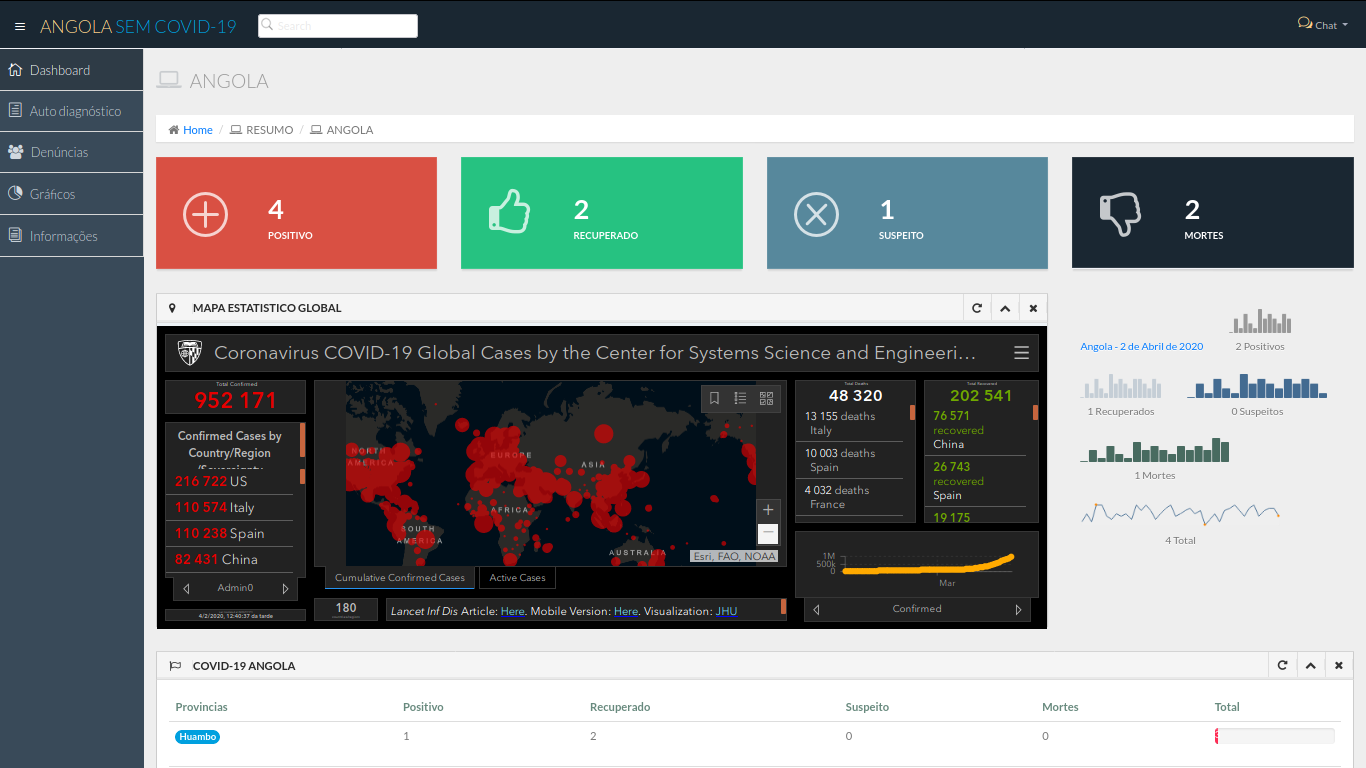 ANGOLA SEM COVID-19
Search
Chat
Dashboard
Auto diagnóstico
Denúncias
Gráficos
Informações
ANGOLA
Home / RESUMO / ANGOLA
4
POSITIVO
2
RECUPERADO
1
SUSPEITO
2
MORTES
MAPA ESTATISTICO GLOBAL
Coronavirus COVID-19 Global Cases by the Center for Systems Science and Engineeri...
Total Confirmed
952 171
Confirmed Cases by
Country/Region
/Sovereignty
216 722 US
110 574 Italy
110 238 Spain
82 431 China
Admin0
4/2/2020, 12:40:37 da tarde
NORTH
AMERICA
EUROPE
ASIA
AFRICA
SOUTH
AMERICA
AUSTRALIA
+
−
Esri, FAO, NOAA
Cumulative Confirmed Cases
Active Cases
180
Lancet Inf Dis Article: Here. Mobile Version: Here. Visualization: JHU
Total Deaths
48 320
13 155 deaths
Italy
10 003 deaths
Spain
4 032 deaths
France
Total Recovered
202 541
76 571
recovered
China
26 743
recovered
Spain
19 175
1M
500k
0
Mar
Confirmed
2 Positivos
Angola - 2 de Abril de 2020
1 Recuperados
0 Suspeitos
1 Mortes
4 Total
COVID-19 ANGOLA
Provincias Positivo Recuperado Suspeito Mortes Total
Huambo 1 2 0 0